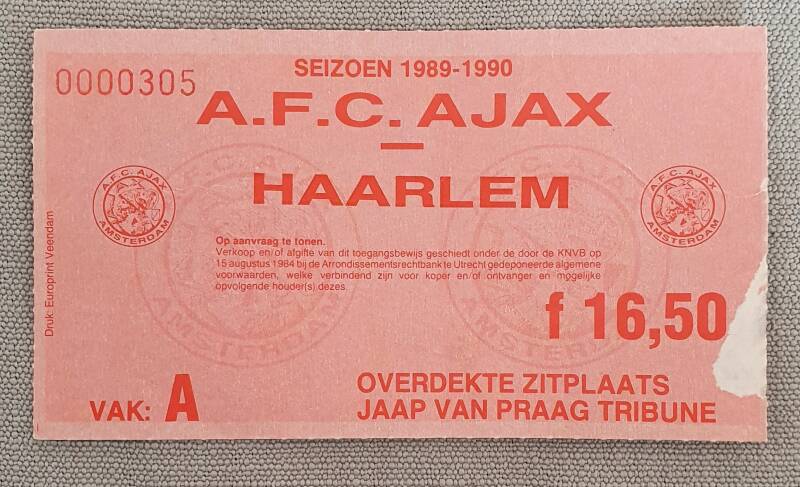 0000305
SEIZOEN 1989-1990
A.F.C. AJAX
—
HAARLEM
A.F.C. AJAX
AMSTERDAM
A.F.C. AJAX
AMSTERDAM
Op aanvraag te tonen.
Verkoop en/of afgifte van dit toegangsbewijs geschiedt onder de door de KNVB op
15 augustus 1984 bij de Arrondissementsrechtbank te Utrecht gedeponeerde algemene
voorwaarden, welke verbindend zijn voor koper en/of ontvanger en mogelijke
opvolgende houder(s) dezes.
Druk: Europrint Veendam
f 16,50
VAK: A
OVERDEKTE ZITPLAATS
JAAP VAN PRAAG TRIBUNE